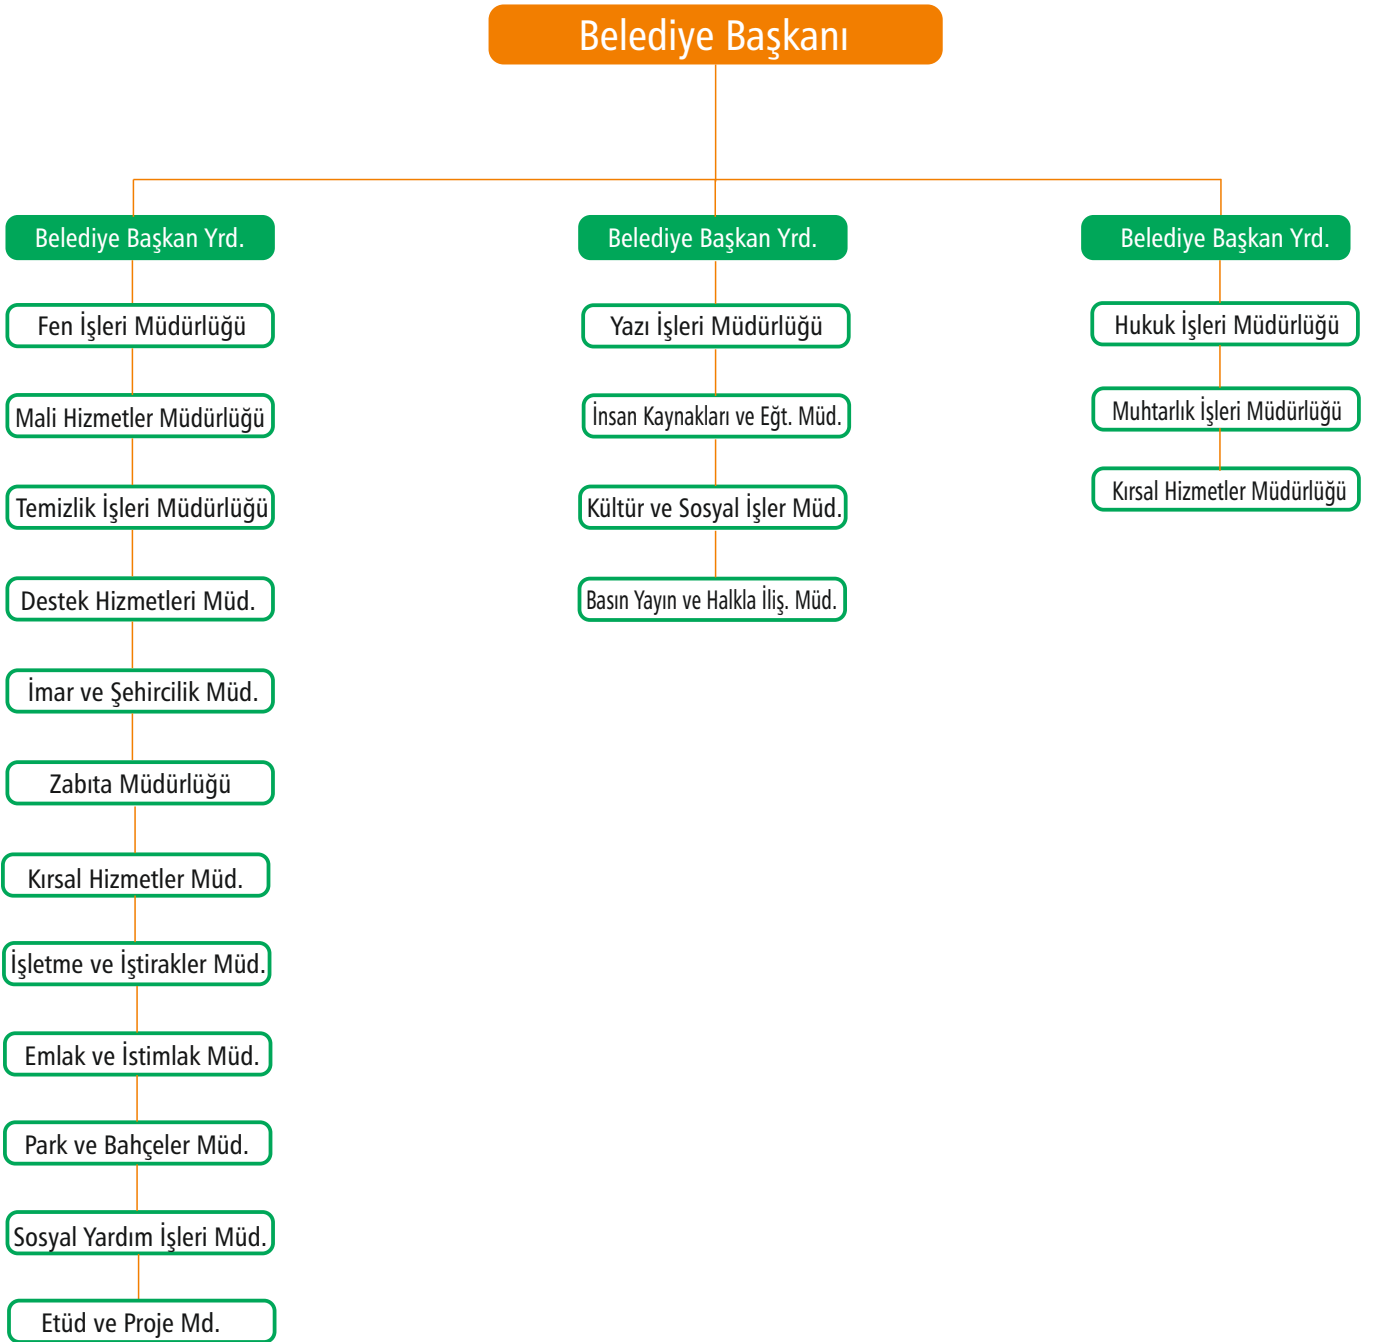 Belediye Başkanı
Belediye Başkan Yrd.
Fen İşleri Müdürlüğü
Mali Hizmetler Müdürlüğü
Temizlik İşleri Müdürlüğü
Destek Hizmetleri Müd.
İmar ve Şehircilik Müd.
Zabıta Müdürlüğü
Kırsal Hizmetler Müd.
İşletme ve İştirakler Müd.
Emlak ve İstimlak Müd.
Park ve Bahçeler Müd.
Sosyal Yardım İşleri Müd.
Etüd ve Proje Md.
Belediye Başkan Yrd.
Yazı İşleri Müdürlüğü
İnsan Kaynakları ve Eğt. Müd.
Kültür ve Sosyal İşler Müd.
Basın Yayın ve Halkla İliş. Müd.
Belediye Başkan Yrd.
Hukuk İşleri Müdürlüğü
Muhtarlık İşleri Müdürlüğü
Kırsal Hizmetler Müdürlüğü